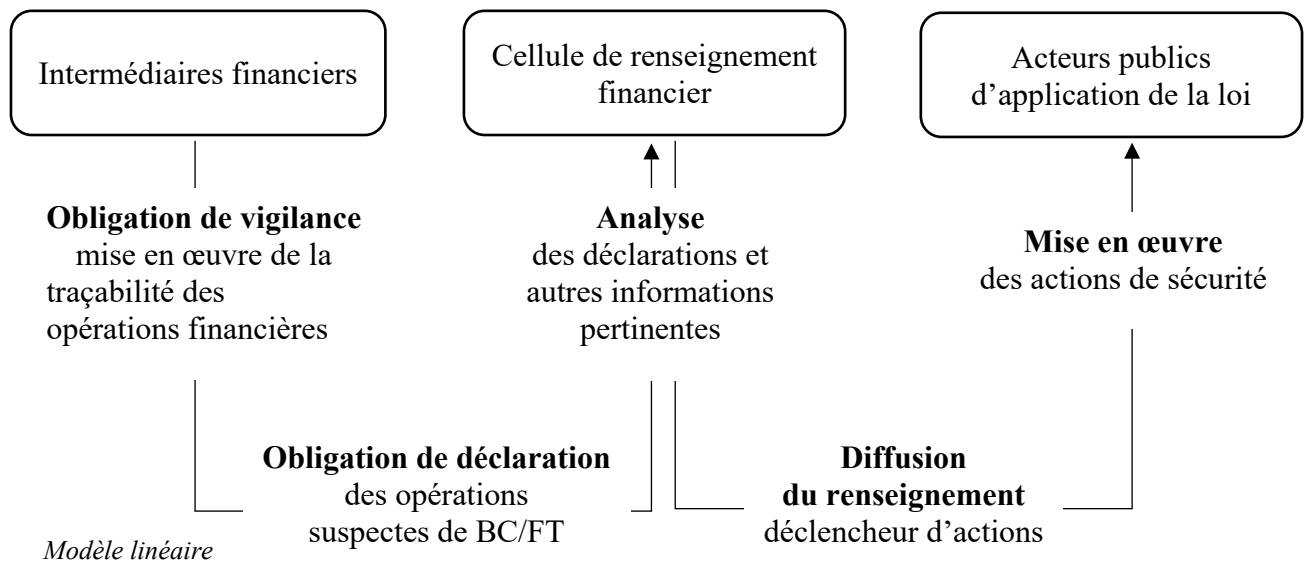 Intermédiaires financiers
Cellule de renseignement
financier
Acteurs publics
d’application de la loi
Obligation de vigilance
mise en œuvre de la
traçabilité des
opérations financières
Analyse
des déclarations et
autres informations
pertinentes
Mise en œuvre
des actions de sécurité
Obligation de déclaration
des opérations
suspectes de BC/FT
Diffusion
du renseignement
déclencheur d’actions
Modèle linéaire